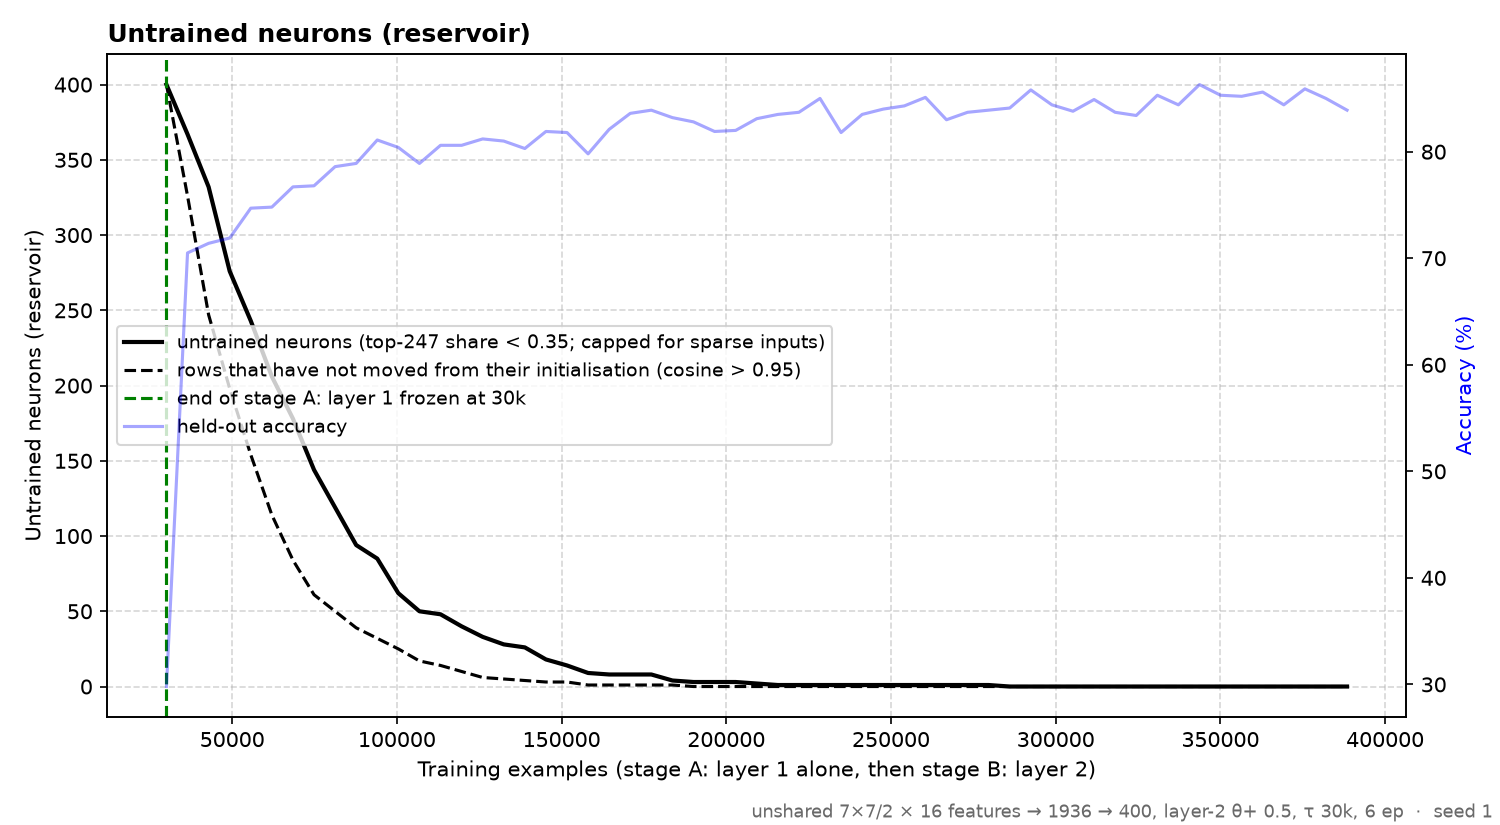 Untrained neurons (reservoir)
Untrained neurons (reservoir)
400
350
300
250
200
150
100
50
0
untrained neurons (top-247 share < 0.35; capped for sparse inputs)
rows that have not moved from their initialisation (cosine > 0.95)
end of stage A: layer 1 frozen at 30k
held-out accuracy
80
70
60
50
40
30
Accuracy (%)
50000 100000 150000 200000 250000 300000 350000 400000
Training examples (stage A: layer 1 alone, then stage B: layer 2)
unshared 7×7/2 × 16 features → 1936 → 400, layer-2 θ+ 0.5, τ 30k, 6 ep · seed 1